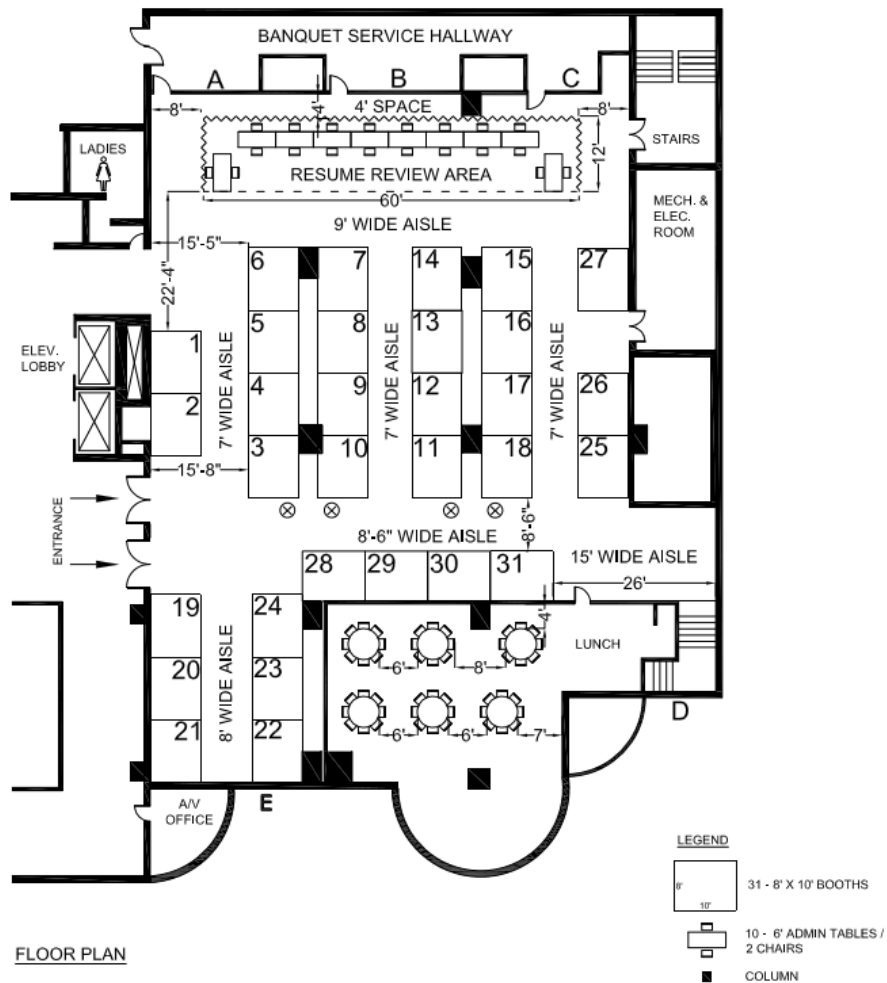 BANQUET SERVICE HALLWAY
A
B
C
8'
4'
4' SPACE
8'
STAIRS
LADIES
12'
RESUME REVIEW AREA
60'
MECH. &
ELEC.
ROOM
9' WIDE AISLE
15'-5"
22'-4"
6
7
14
15
27
5
8
13
16
1
ELEV.
LOBBY
7' WIDE AISLE
7' WIDE AISLE
7' WIDE AISLE
4
9
12
17
26
2
3
10
11
18
25
15'-8"
ENTRANCE
8'-6"
8'-6" WIDE AISLE
15' WIDE AISLE
28
29
30
31
26'
19
24
4'
LUNCH
8' WIDE AISLE
20
23
6'
8'
21
22
6'
6'
7'
D
A/V
OFFICE
E
LEGEND
8'
10'
31 - 8' X 10' BOOTHS
10 - 6' ADMIN TABLES /
2 CHAIRS
COLUMN
FLOOR PLAN